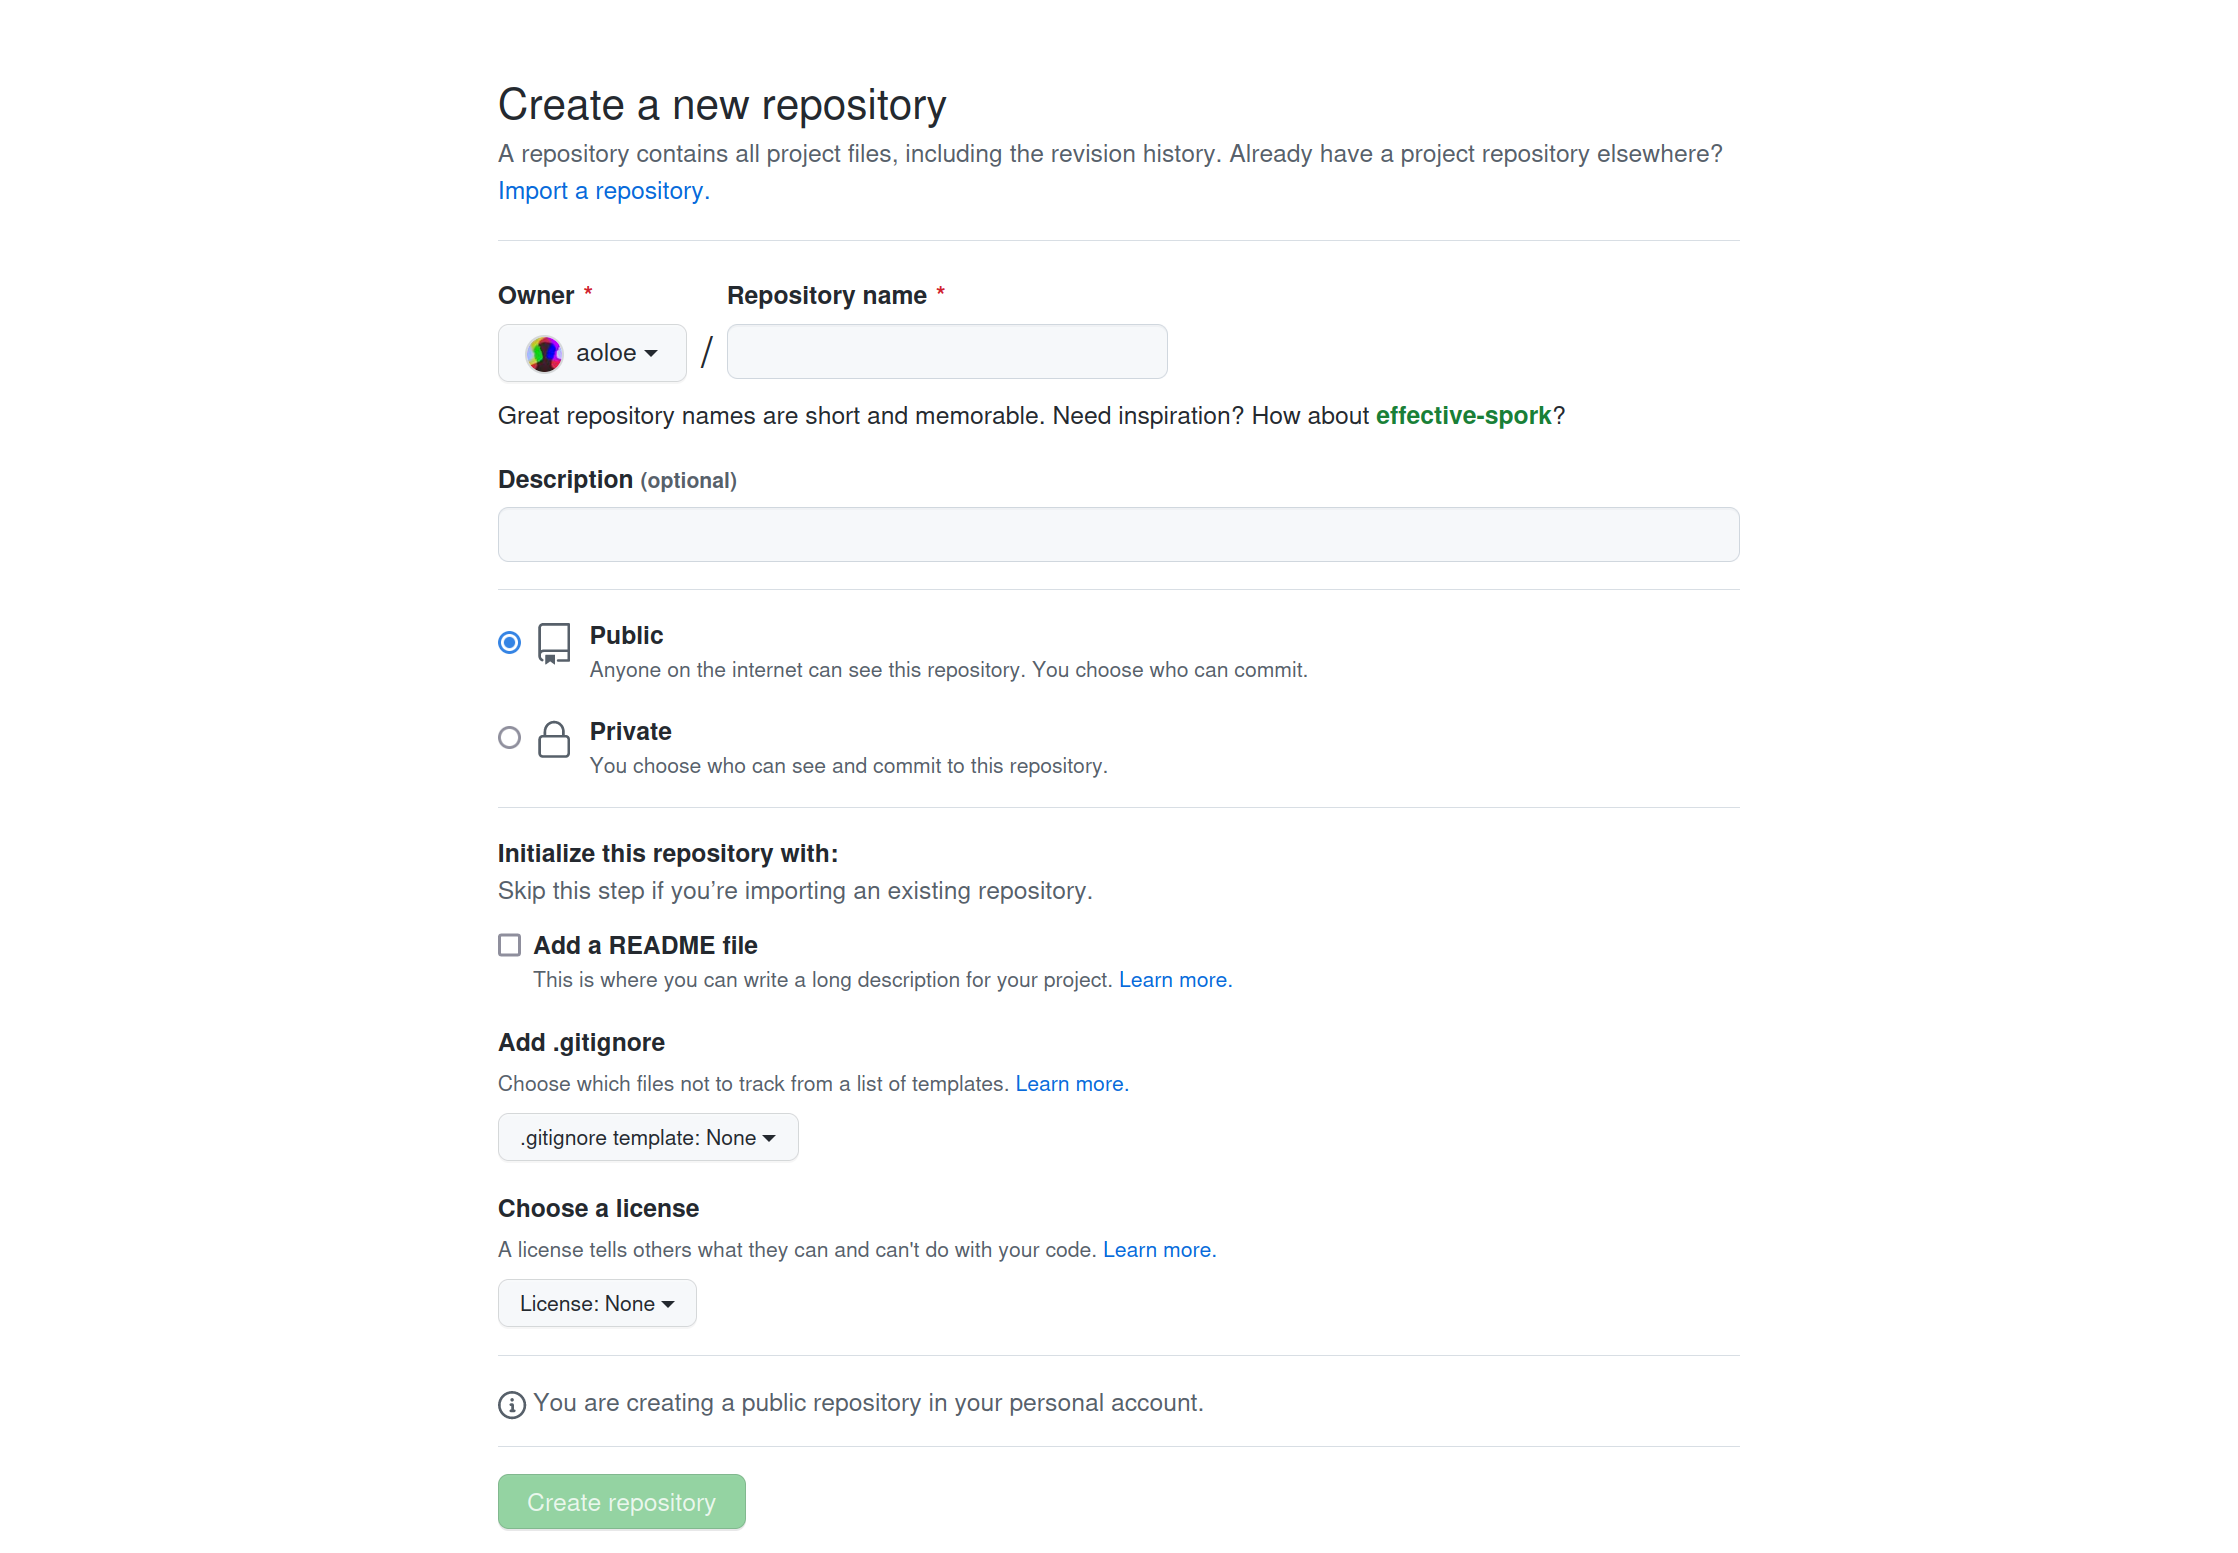 Create a new repository
A repository contains all project files, including the revision history. Already have a project repository elsewhere?
Import a repository.
Owner *
Repository name *
aoloe
/
Great repository names are short and memorable. Need inspiration? How about effective-spork?
Description (optional)
Public
Anyone on the internet can see this repository. You choose who can commit.
Private
You choose who can see and commit to this repository.
Initialize this repository with:
Skip this step if you’re importing an existing repository.
Add a README file
This is where you can write a long description for your project. Learn more.
Add .gitignore
Choose which files not to track from a list of templates. Learn more.
.gitignore template: None
Choose a license
A license tells others what they can and can't do with your code. Learn more.
License: None
You are creating a public repository in your personal account.
Create repository